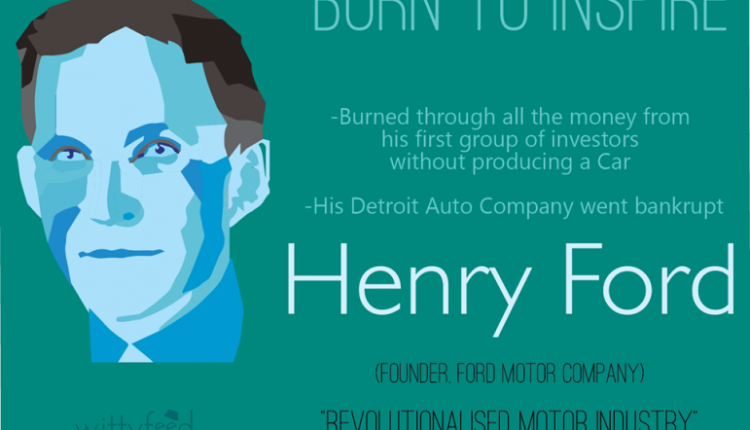 BORN TO INSPIRE
-Burned through all the money from
his first group of investors
without producing a Car
-His Detroit Auto Company went bankrupt
Henry Ford
(FOUNDER, FORD MOTOR COMPANY)
wittyfeed
"REVOLUTIONALISED MOTOR INDUSTRY"